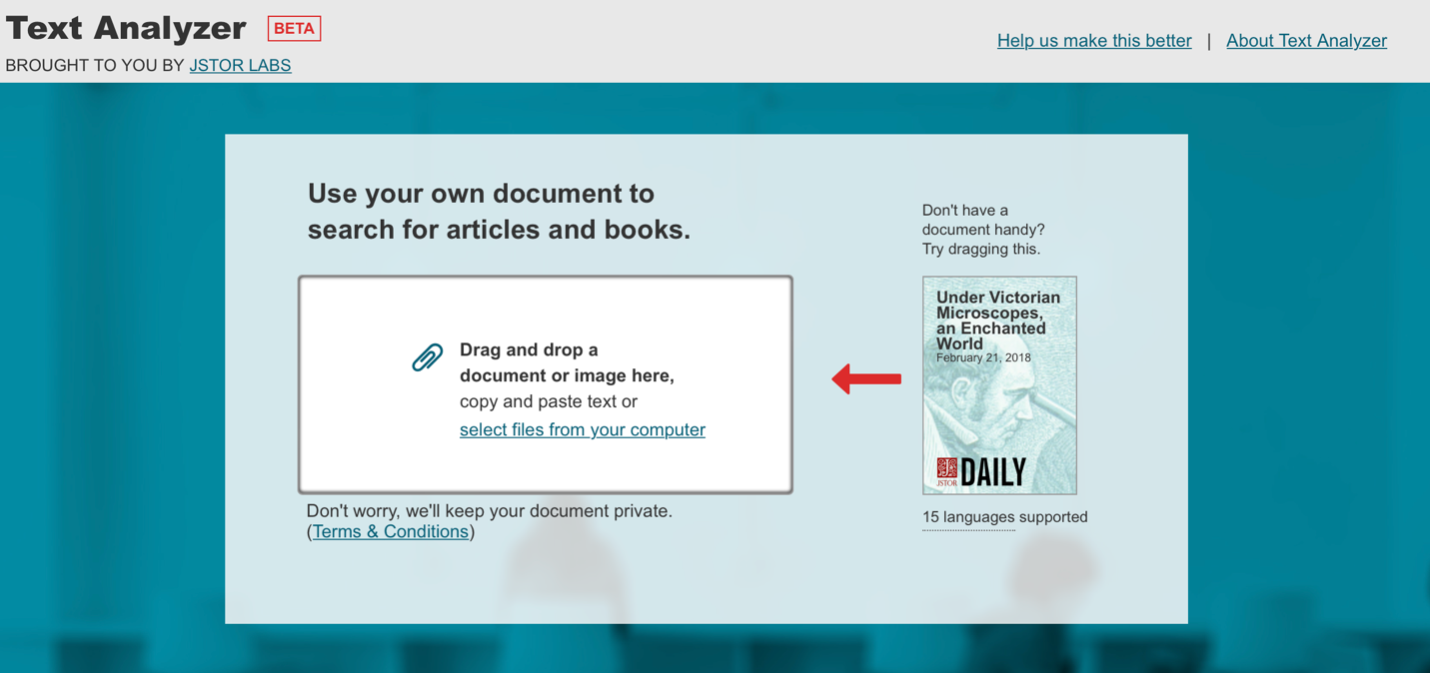 Text Analyzer BETA
BROUGHT TO YOU BY JSTOR LABS
Help us make this better | About Text Analyzer
Use your own document to
search for articles and books.
Drag and drop a
document or image here,
copy and paste text or
select files from your computer
Don't worry, we'll keep your document private.
(Terms & Conditions)
Don't have a
document handy?
Try dragging this.
Under Victorian
Microscopes,
an Enchanted
World
February 21, 2018
JSTOR DAILY
15 languages supported